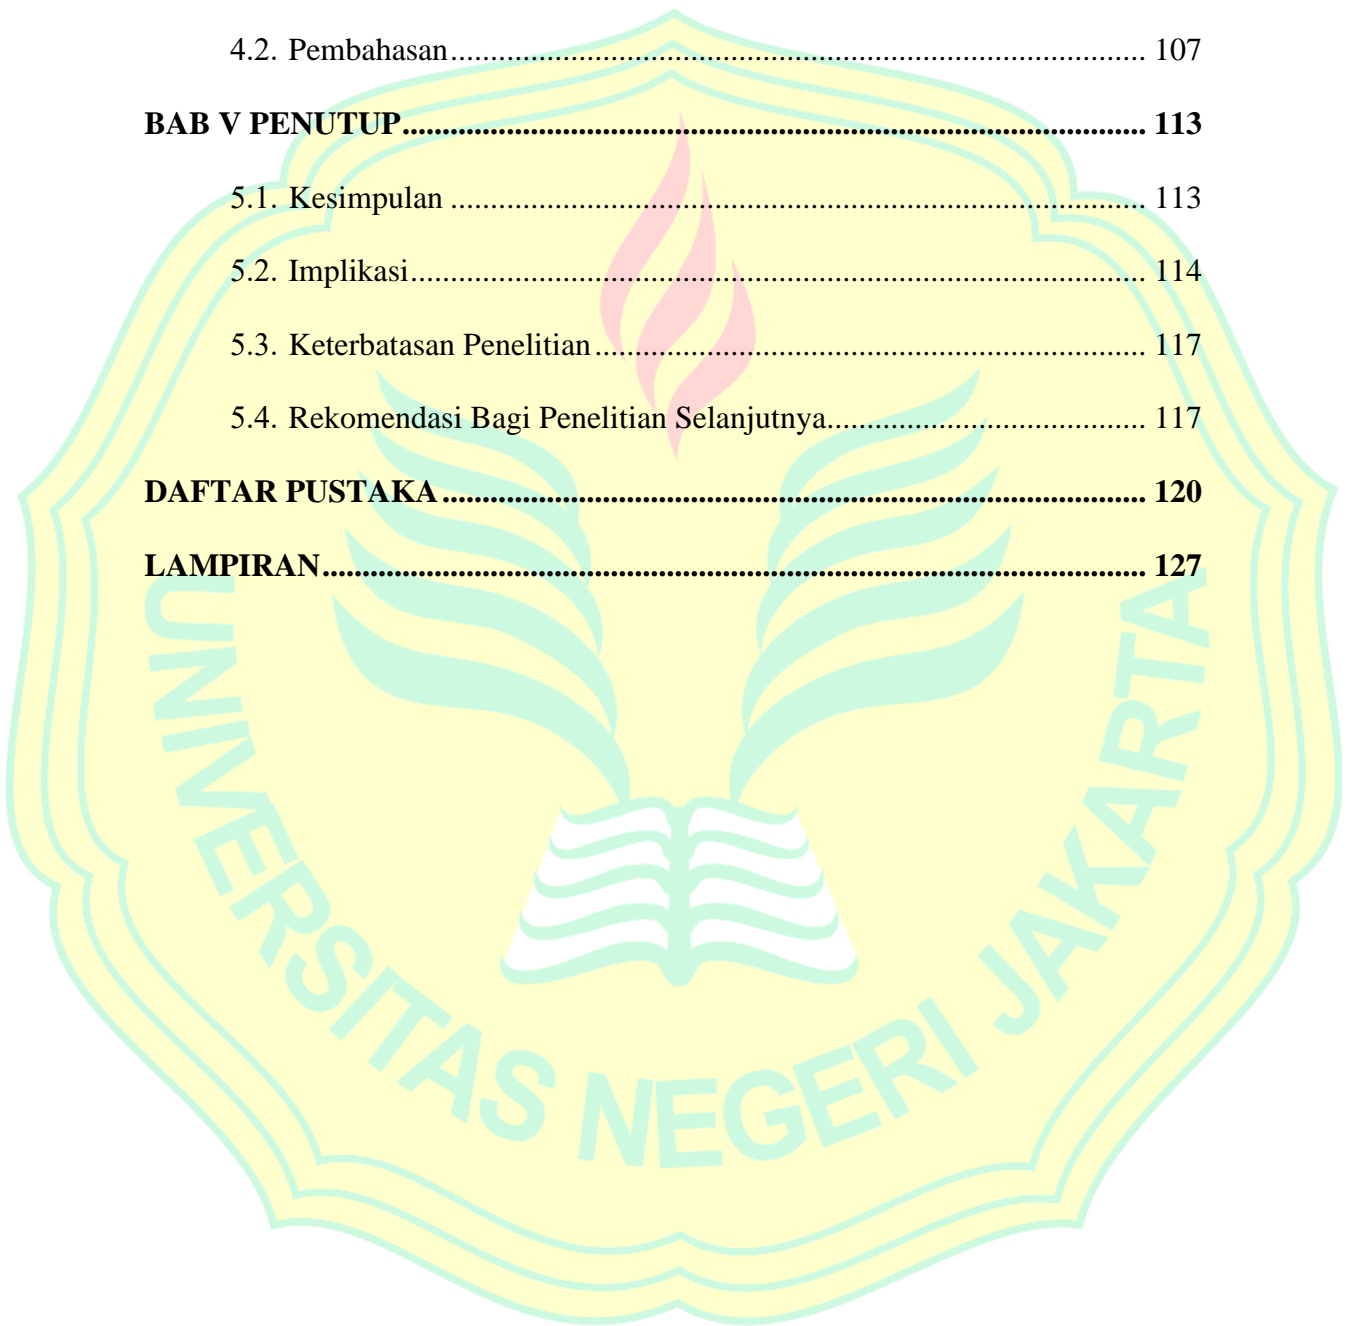 4.2. Pembahasan........................................................................................ 107
BAB V PENUTUP............................................................................................... 113
5.1. Kesimpulan ........................................................................................ 113
5.2. Implikasi............................................................................................. 114
5.3. Keterbatasan Penelitian...................................................................... 117
5.4. Rekomendasi Bagi Penelitian Selanjutnya........................................ 117
DAFTAR PUSTAKA.......................................................................................... 120
LAMPIRAN......................................................................................................... 127
UNIVERSITAS NEGERI JAKARTA